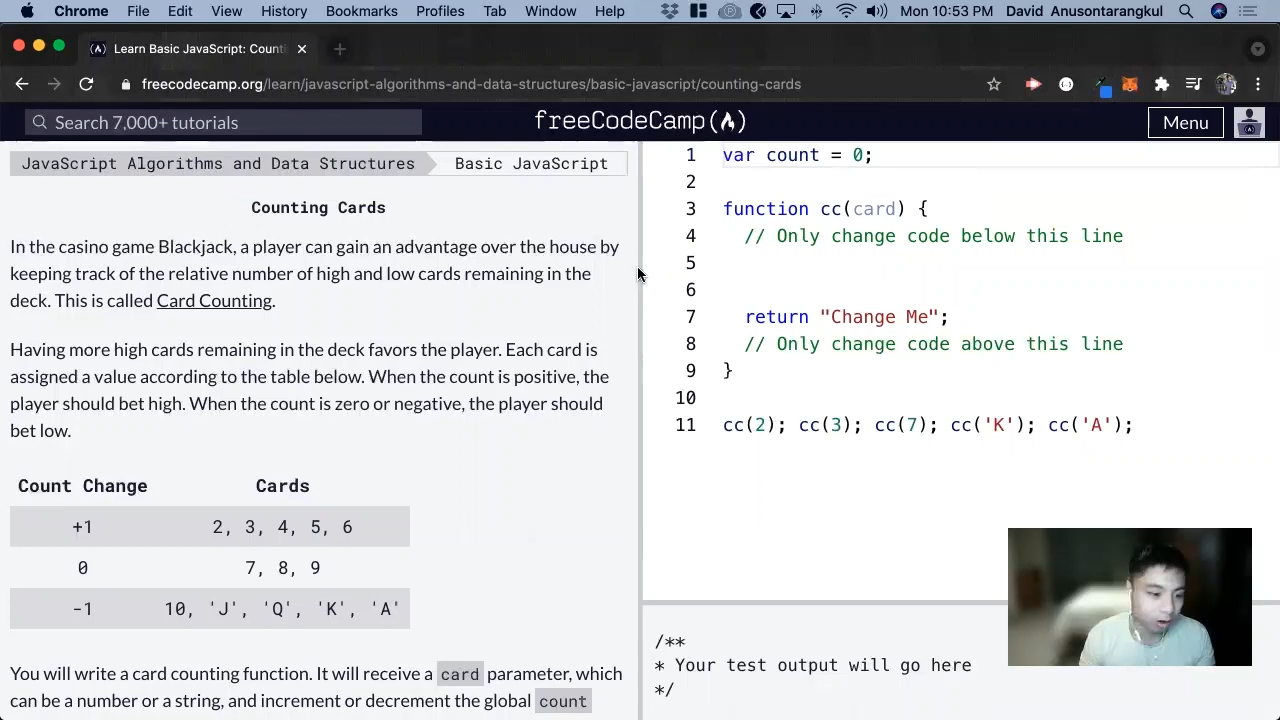 Chrome File Edit View History Bookmarks Profiles Tab Window Help Mon 10:53 PM David Anusontarangkul
Learn Basic JavaScript: Counti
freecodecamp.org/learn/javascript-algorithms-and-data-structures/basic-javascript/counting-cards
Search 7,000+ tutorials
freeCodeCamp
Menu
JavaScript Algorithms and Data Structures
Basic JavaScript
Counting Cards
In the casino game Blackjack, a player can gain an advantage over the house by
keeping track of the relative number of high and low cards remaining in the
deck. This is called Card Counting.
Having more high cards remaining in the deck favors the player. Each card is
assigned a value according to the table below. When the count is positive, the
player should bet high. When the count is zero or negative, the player should
bet low.
Count Change Cards
+1 2, 3, 4, 5, 6
0 7, 8, 9
-1 10, 'J', 'Q', 'K', 'A'
You will write a card counting function. It will receive a card parameter, which
can be a number or a string, and increment or decrement the global count
1 var count = 0;
2
3 function cc(card) {
4 // Only change code below this line
5
6
7 return "Change Me";
8 // Only change code above this line
9 }
10
11 cc(2); cc(3); cc(7); cc('K'); cc('A');
/**
* Your test output will go here
*/